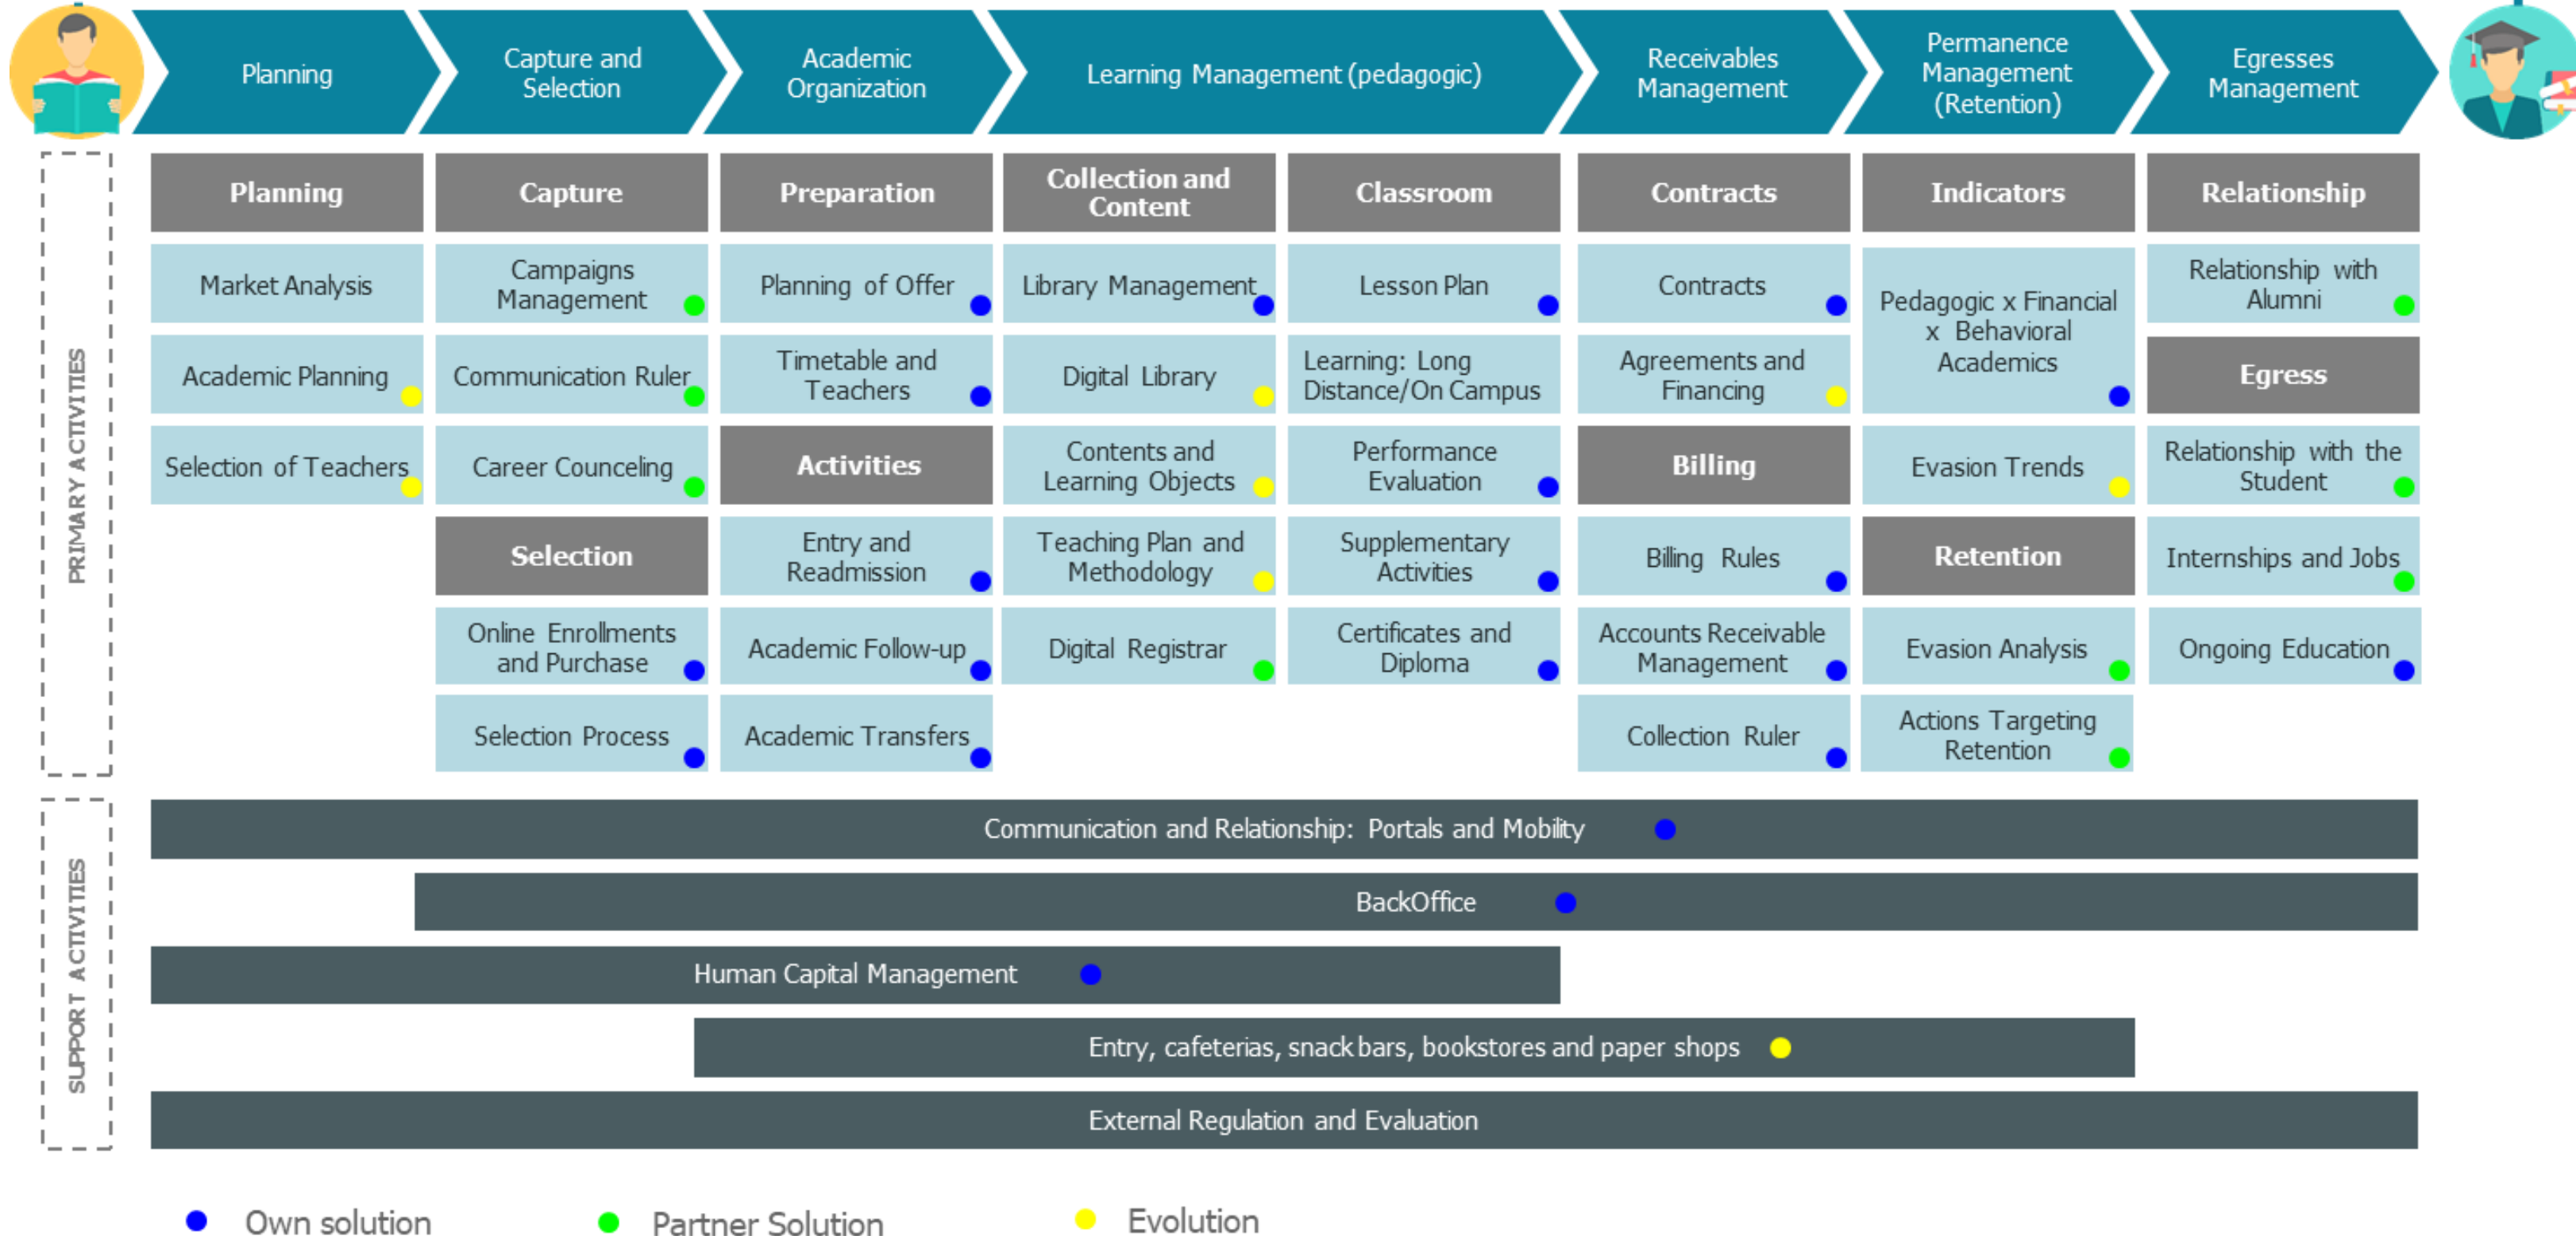 Planning
Capture and
Selection
Academic
Organization
Learning Management (pedagogic)
Receivables
Management
Permanence
Management
(Retention)
Egresses
Management
PRIMARY ACTIVITIES
Planning
Market Analysis
Academic Planning
Selection of Teachers
Capture
Campaigns
Management
Communication Ruler
Career Counceling
Selection
Online Enrollments
and Purchase
Selection Process
Preparation
Planning of Offer
Timetable and
Teachers
Activities
Entry and
Readmission
Academic Follow-up
Academic Transfers
Collection and
Content
Library Management
Digital Library
Contents and
Learning Objects
Teaching Plan and
Methodology
Digital Registrar
Classroom
Lesson Plan
Learning: Long
Distance/On Campus
Performance
Evaluation
Supplementary
Activities
Certificates and
Diploma
Contracts
Contracts
Agreements and
Financing
Billing
Billing Rules
Accounts Receivable
Management
Collection Ruler
Indicators
Pedagogic x Financial
x Behavioral
Academics
Evasion Trends
Retention
Evasion Analysis
Actions Targeting
Retention
Relationship
Relationship with
Alumni
Egress
Relationship with the
Student
Internships and Jobs
Ongoing Education
SUPPORT ACTIVITIES
Communication and Relationship: Portals and Mobility
BackOffice
Human Capital Management
Entry, cafeterias, snack bars, bookstores and paper shops
External Regulation and Evaluation
Own solution
Partner Solution
Evolution